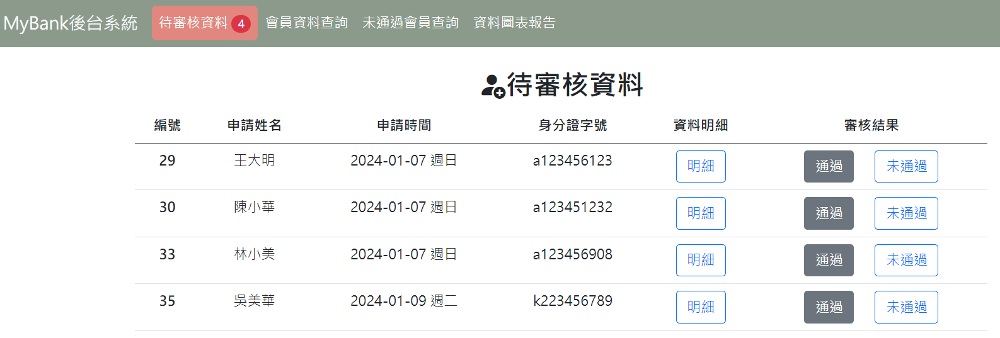 MyBank後台系統 待審核資料 4 會員資料查詢 未通過會員查詢 資料圖表報告
待審核資料
編號 申請姓名 申請時間 身分證字號 資料明細 審核結果
29 王大明 2024-01-07 週日 a123456123 明細 通過 未通過
30 陳小華 2024-01-07 週日 a123451232 明細 通過 未通過
33 林小美 2024-01-07 週日 a123456908 明細 通過 未通過
35 吳美華 2024-01-09 週二 k223456789 明細 通過 未通過